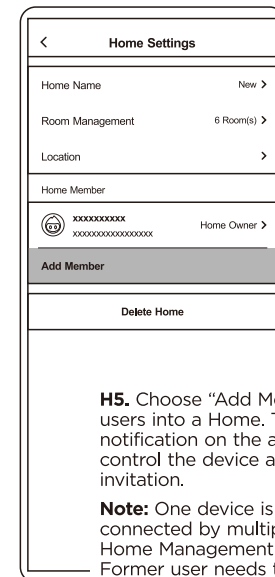 < Home Settings
Home Name New >
Room Management 6 Room(s) >
Location >
Home Member
xxxxxxxxxx
xxxxxxxxxxxxxxxxx Home Owner >
Add Member
Delete Home
H5. Choose “Add
users into a Home.
notification on the
control the device
invitation.
Note: One device is
connected by
Home Management
Former user needs